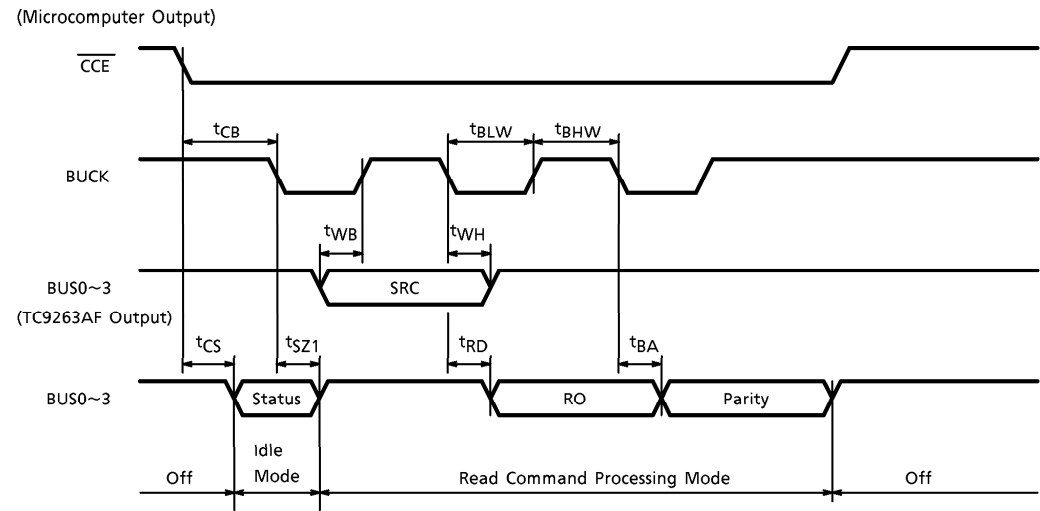 (Microcomputer Output)
CCE
tCB
tBLW
tBHW
BUCK
tWB
tWH
BUS0~3
SRC
(TC9263AF Output)
tCS
tSZ1
tRD
tBA
BUS0~3
Status
RO
Parity
Off
Idle
Mode
Read Command Processing Mode
Off